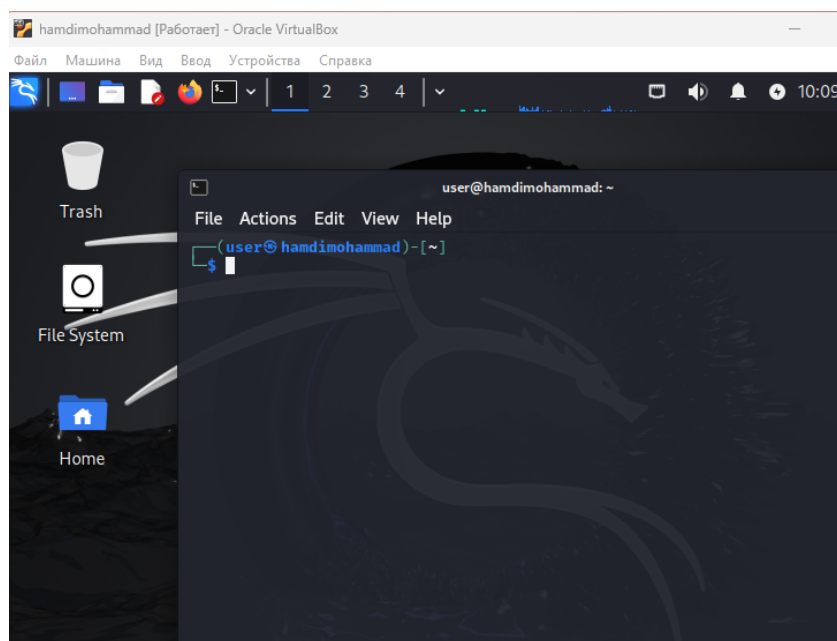 hamdimohammad [Работает] - Oracle VirtualBox
Файл Машина Вид Ввод Устройства Справка
1 2 3 4 10:09
Trash
user@hamdimohammad: ~
File Actions Edit View Help
(user㉿hamdimohammad)-[~]
$
File System
Home